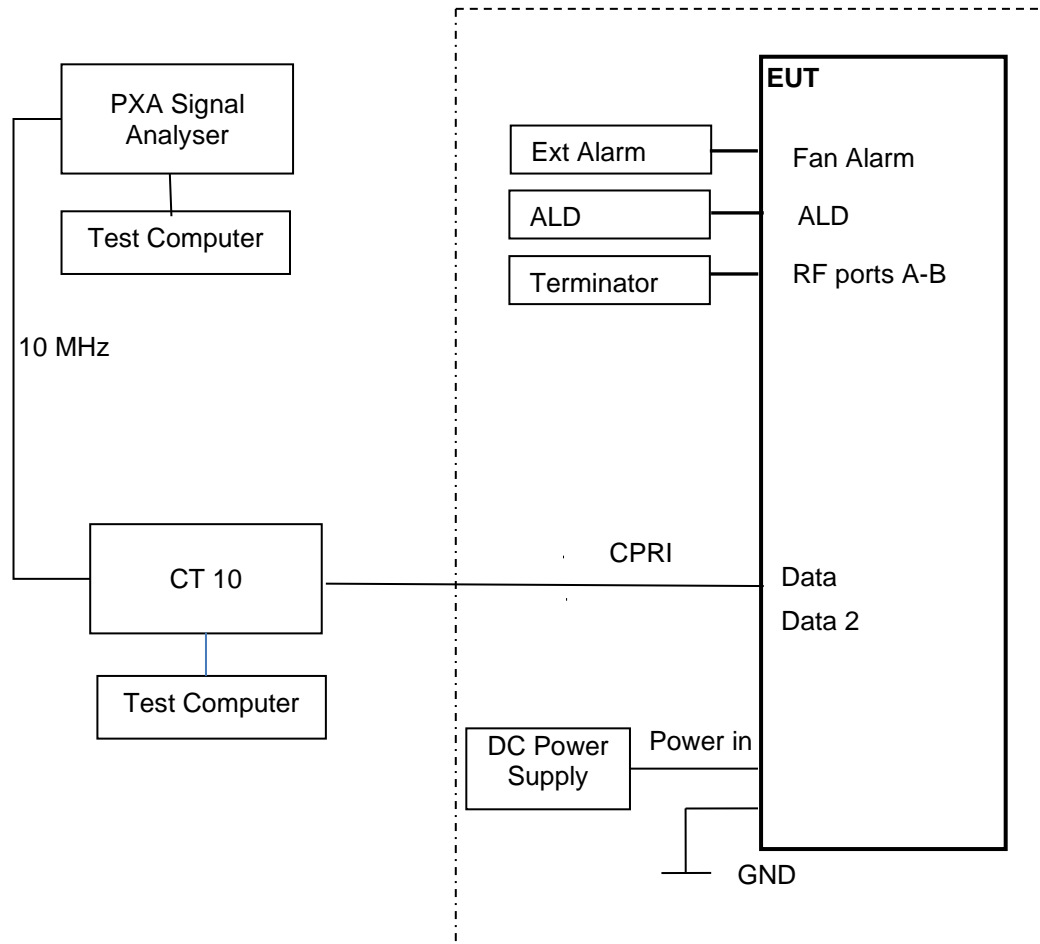 PXA Signal
Analyser
Test Computer
10 MHz
CT 10
Test Computer
EUT
Ext Alarm
Fan Alarm
ALD
ALD
Terminator
RF ports A-B
CPRI
Data
Data 2
DC Power
Supply
Power in
GND